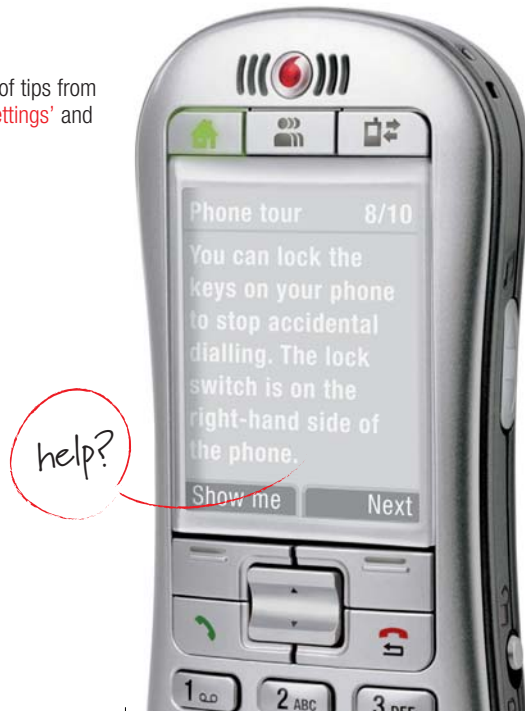 of tips from
ettings' and
Phone tour 8/10
You can lock the
keys on your phone
to stop accidental
dialling. The lock
switch is on the
right-hand side of
the phone.
help?
Show me Next
1
2 ABC
3 DEF